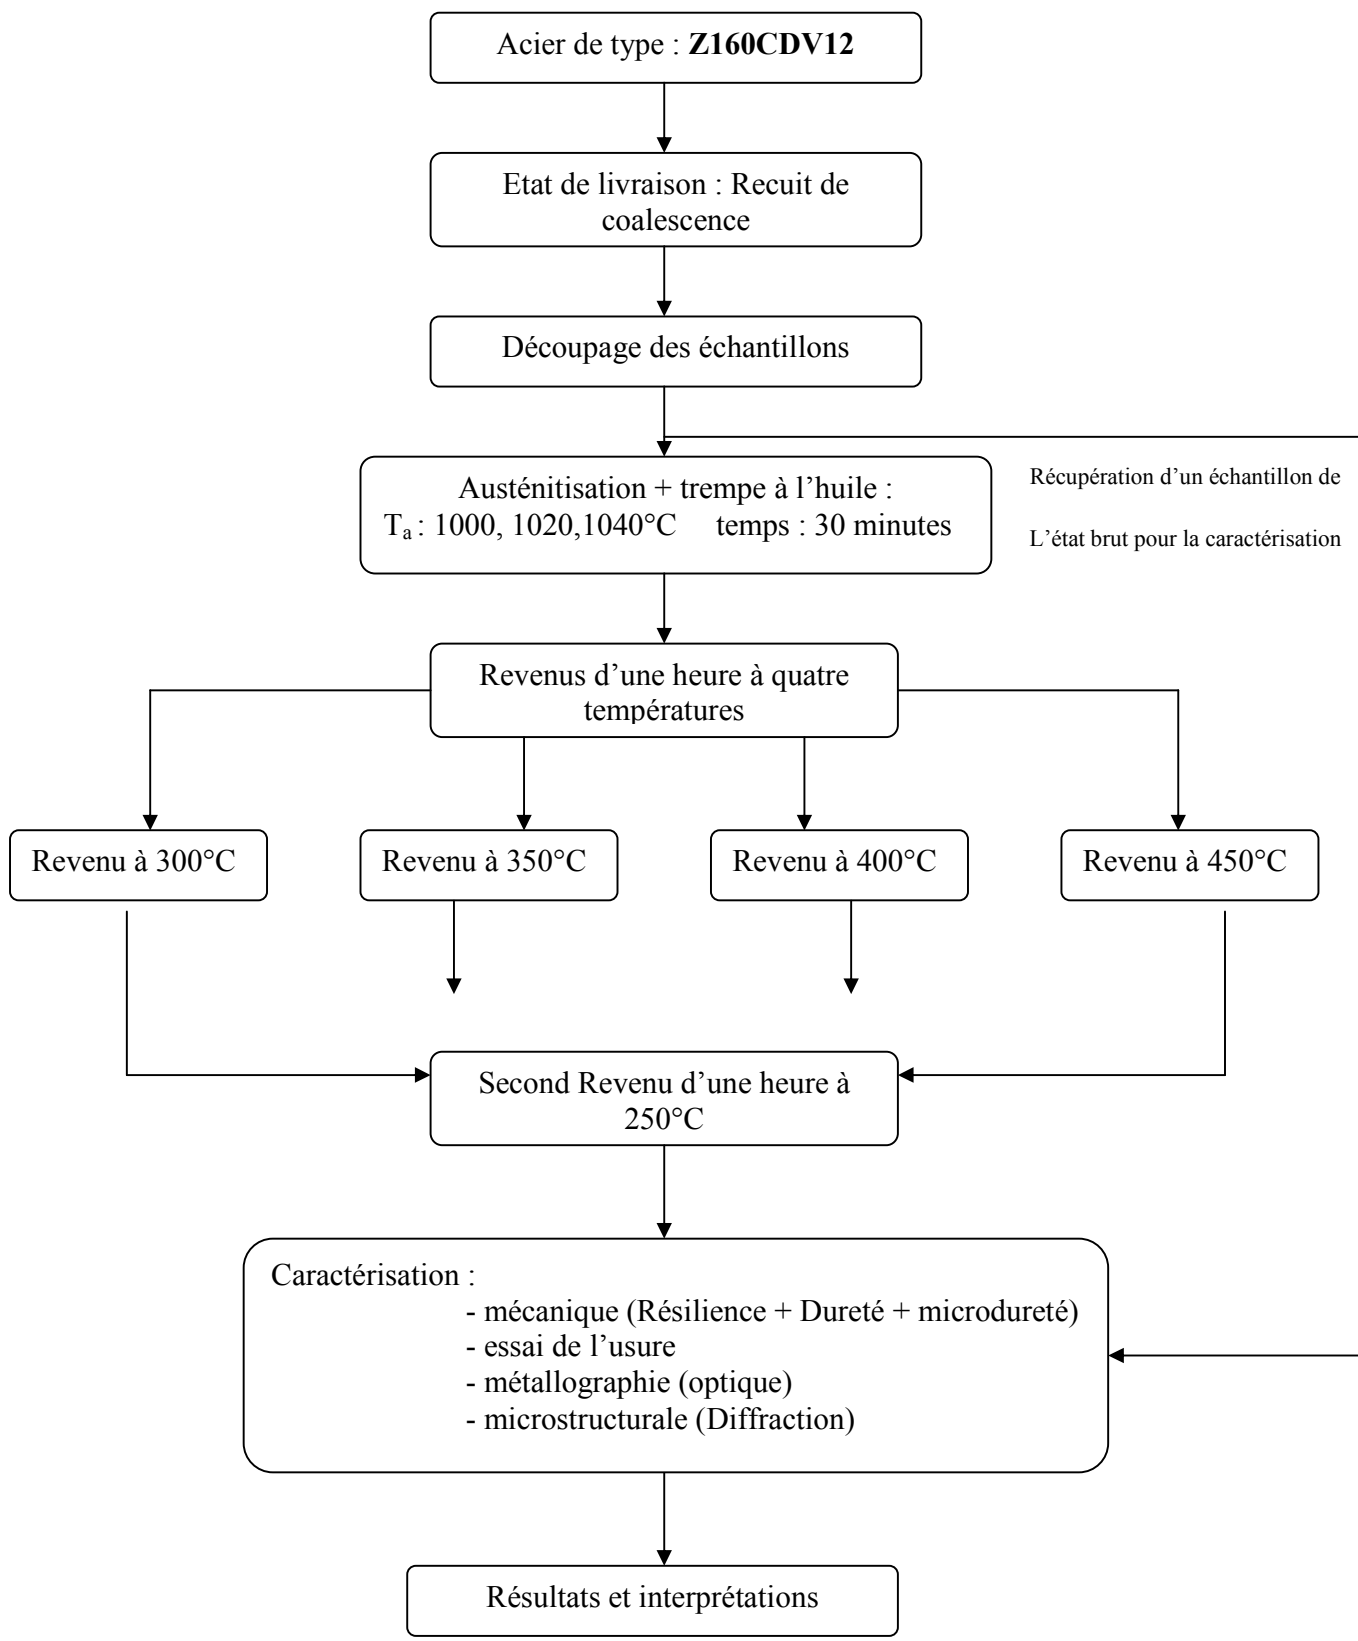 Acier de type : Z160CDV12
Etat de livraison : Recuit de
coalescence
Découpage des échantillons
Austénitisation + trempe à l’huile :
Ta : 1000, 1020,1040°C temps : 30 minutes
Récupération d’un échantillon de
L’état brut pour la caractérisation
Revenus d’une heure à quatre
températures
Revenu à 300°C
Revenu à 350°C
Revenu à 400°C
Revenu à 450°C
Second Revenu d’une heure à
250°C
Caractérisation :
- mécanique (Résilience + Dureté + microdureté)
- essai de l’usure
- métallographie (optique)
- microstructurale (Diffraction)
Résultats et interprétations